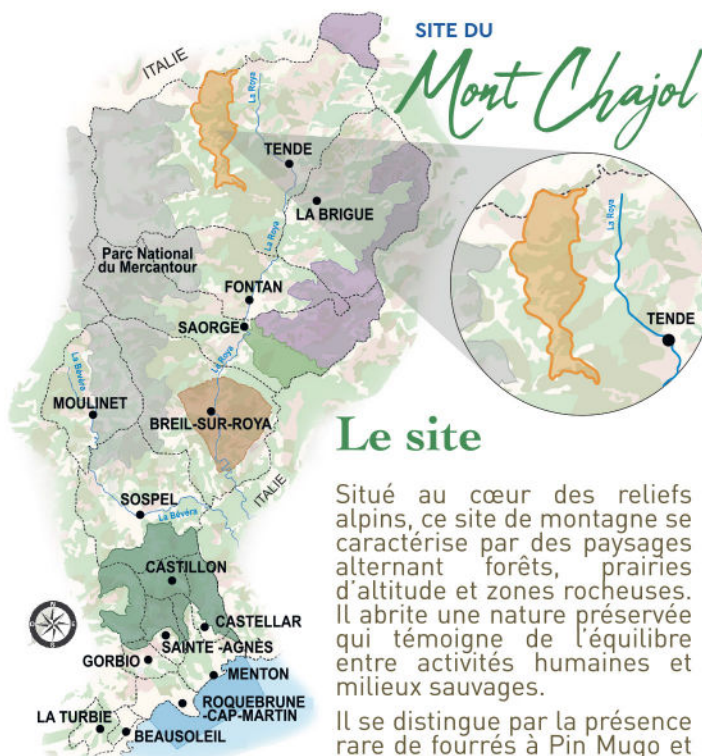 SITE DU
Mont Chajol
ITALIE
La Roya
TENDE
LA BRIGUE
La Roya
Parc National
du Mercantour
FONTAN
SAORGE
La Roya
La Bévéra
MOULINET
BREIL-SUR-ROYA
ITALIE
SOSPEL
La Bévéra
CASTILLON
CASTELLAR
SAINTE -AGNÈS
GORBIO
MENTON
ROQUEBRUNE
-CAP-MARTIN
LA TURBIE
BEAUSOLEIL
La Roya
TENDE
Le site
Situé au cœur des reliefs
alpins, ce site de montagne se
caractérise par des paysages
alternant forêts, prairies
d'altitude et zones rocheuses.
Il abrite une nature préservée
qui témoigne de l'équilibre
entre activités humaines et
milieux sauvages.
Il se distingue par la présence
rare de fourrés à Pin Mugo et